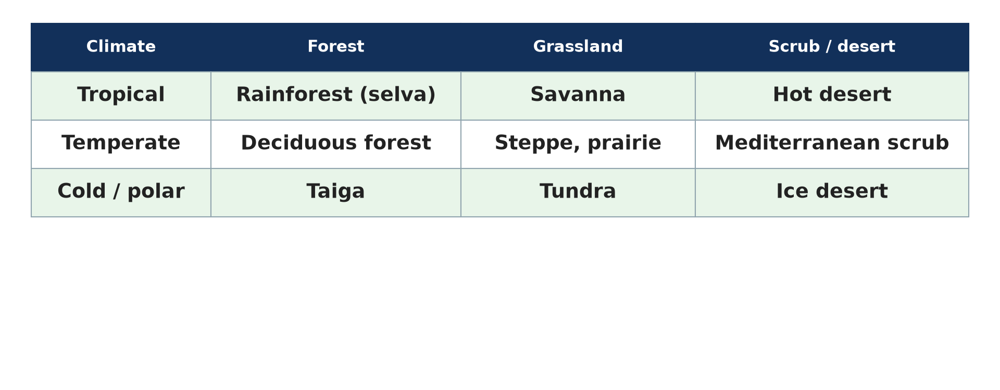 Climate Forest Grassland Scrub / desert
Tropical Rainforest (selva) Savanna Hot desert
Temperate Deciduous forest Steppe, prairie Mediterranean scrub
Cold / polar Taiga Tundra Ice desert